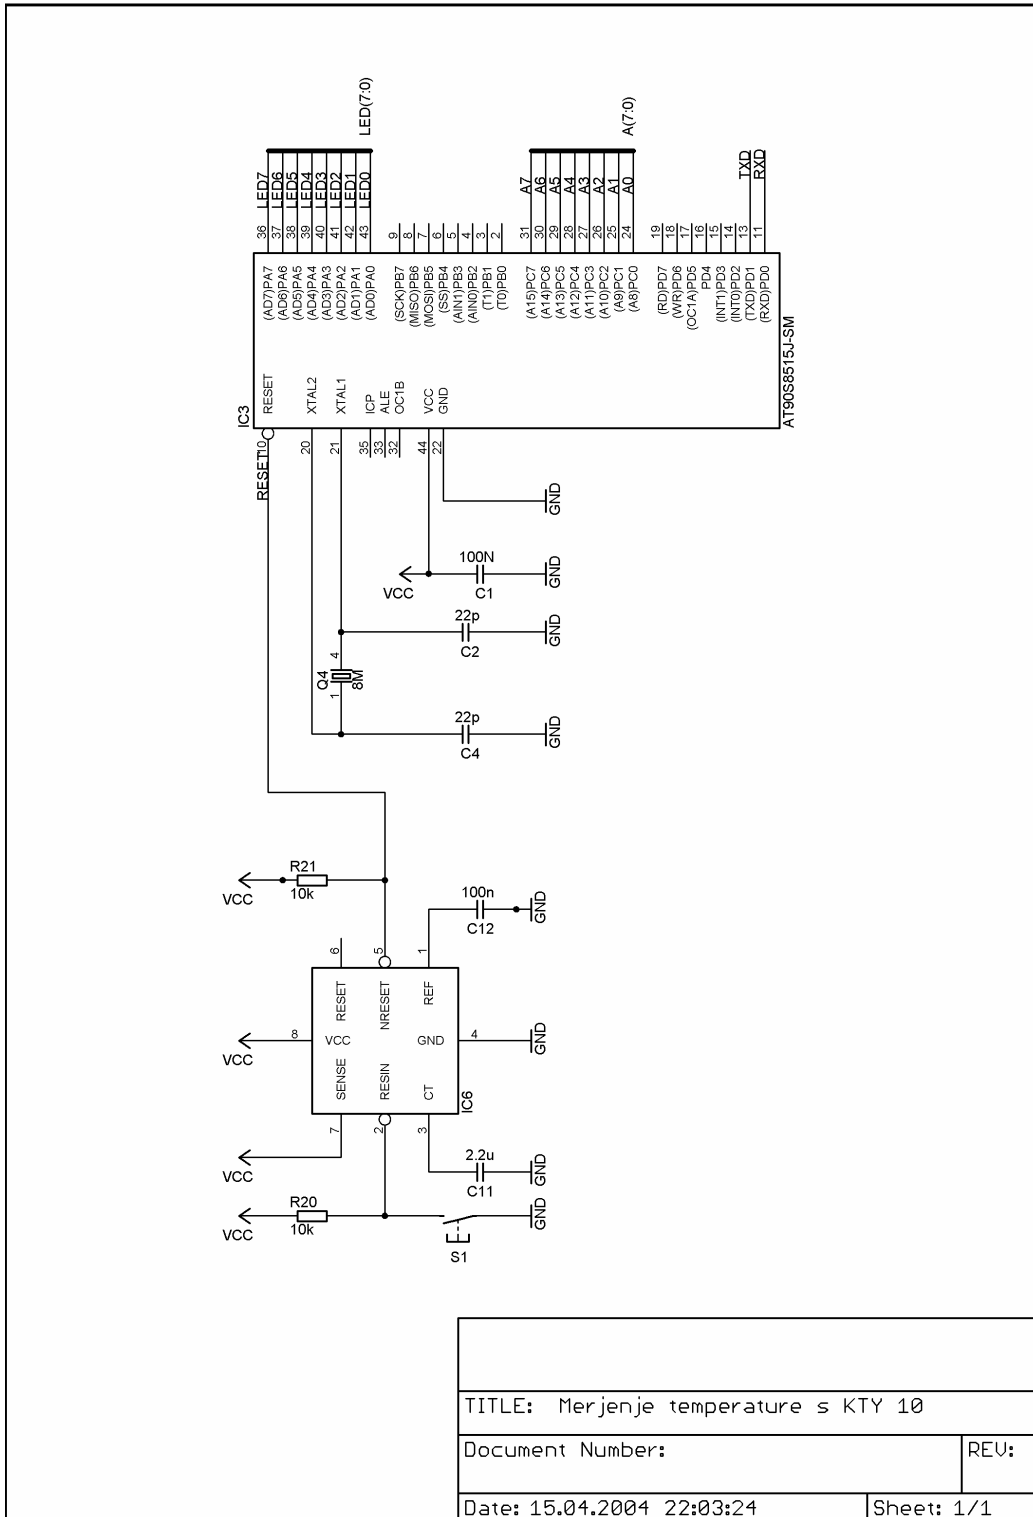 LED(7:0)
A(7:0)
LED7
LED6
LED5
LED4
LED3
LED2
LED1
LED0
A7
A6
A5
A4
A3
A2
A1
A0
TXD
RXD
36
37
38
39
40
41
42
43
9
8
7
6
5
4
3
2
31
30
29
28
27
26
25
24
19
18
17
16
15
14
13
11
(AD7)PA7
(AD6)PA6
(AD5)PA5
(AD4)PA4
(AD3)PA3
(AD2)PA2
(AD1)PA1
(AD0)PA0
(SCK)PB7
(MISO)PB6
(MOSI)PB5
(SS)PB4
(AIN1)PB3
(AIN0)PB2
(T1)PB1
(T0)PB0
(A15)PC7
(A14)PC6
(A13)PC5
(A12)PC4
(A11)PC3
(A10)PC2
(A9)PC1
(A8)PC0
(RD)PD7
(WR)PD6
(OC1A)PD5
PD4
(INT1)PD3
(INT0)PD2
(TXD)PD1
(RXD)PD0
RESET
XTAL2
XTAL1
ICP
ALE
OC1B
VCC
GND
IC3
AT90S8515J-SM
10
20
21
35
33
32
44
22
RESET
GND
100N
VCC
C1
GND
22p
C2
GND
4
Q4
8M
1
22p
C4
GND
R21
VCC
10k
100n
C12
GND
6
5
1
RESET
NRESET
REF
8
VCC
GND
4
VCC
GND
SENSE
RESIN
CT
IC6
7
2
3
VCC
2.2u
C11
GND
R20
VCC
10k
GND
S1
TITLE: Merjenje temperature s KTY 10
Document Number:
REV:
Date: 15.04.2004 22:03:24
Sheet: 1/1